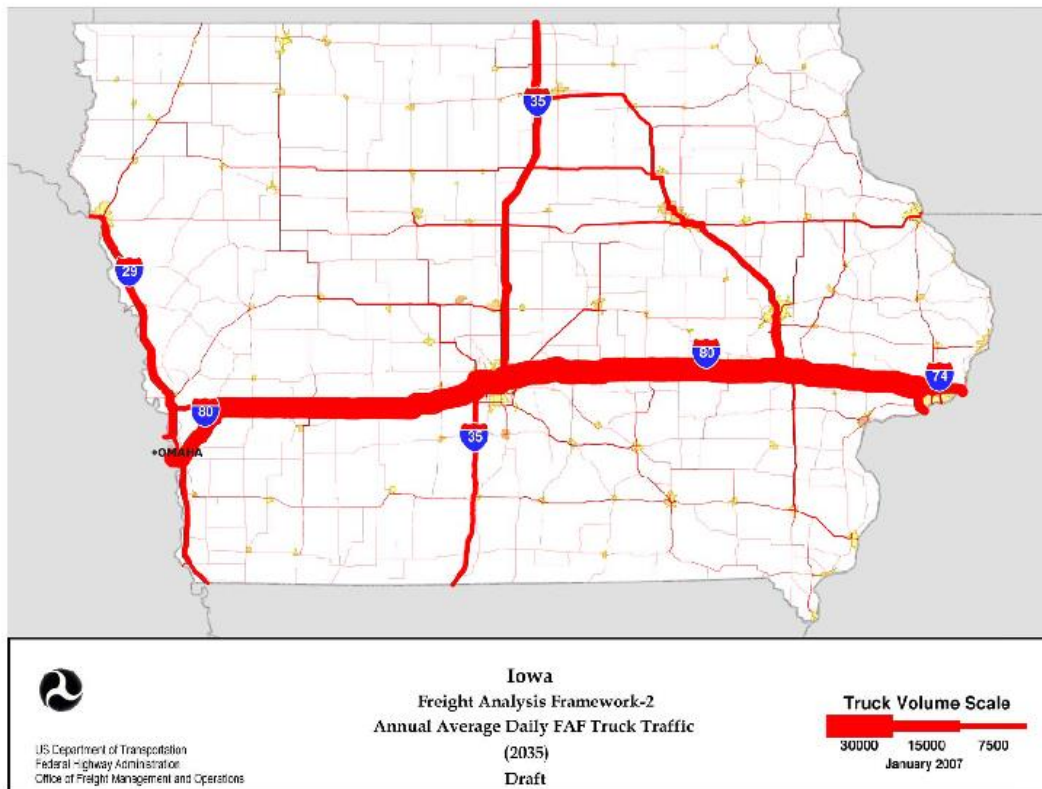 35
29
80
74
80
35
OMAHA
Iowa
Freight Analysis Framework-2
Annual Average Daily FAF Truck Traffic
(2035)
Draft
US Department of Transportation
Federal Highway Administration
Office of Freight Management and Operations
Truck Volume Scale
30000 15000 7500
January 2007